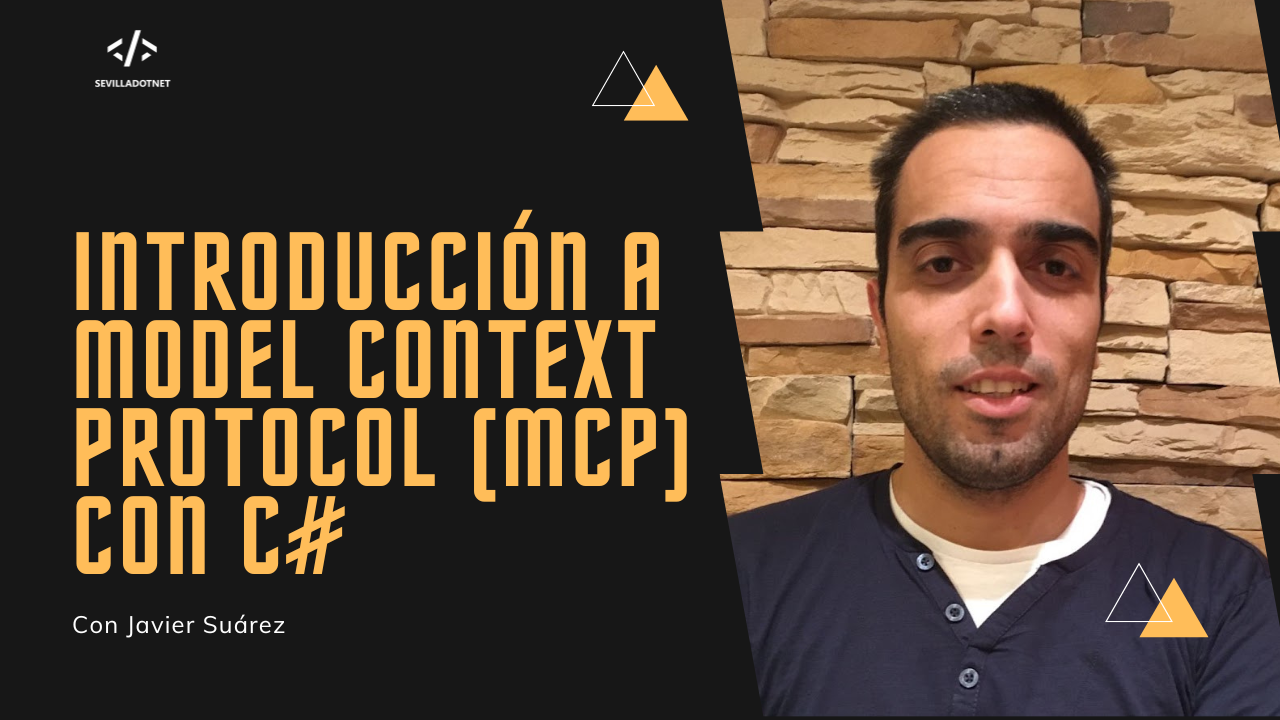 SEVILLADOTNET
INTRODUCCIÓN A
MODEL CONTEXT
PROTOCOL (MCP)
CON C#
Con Javier Suárez